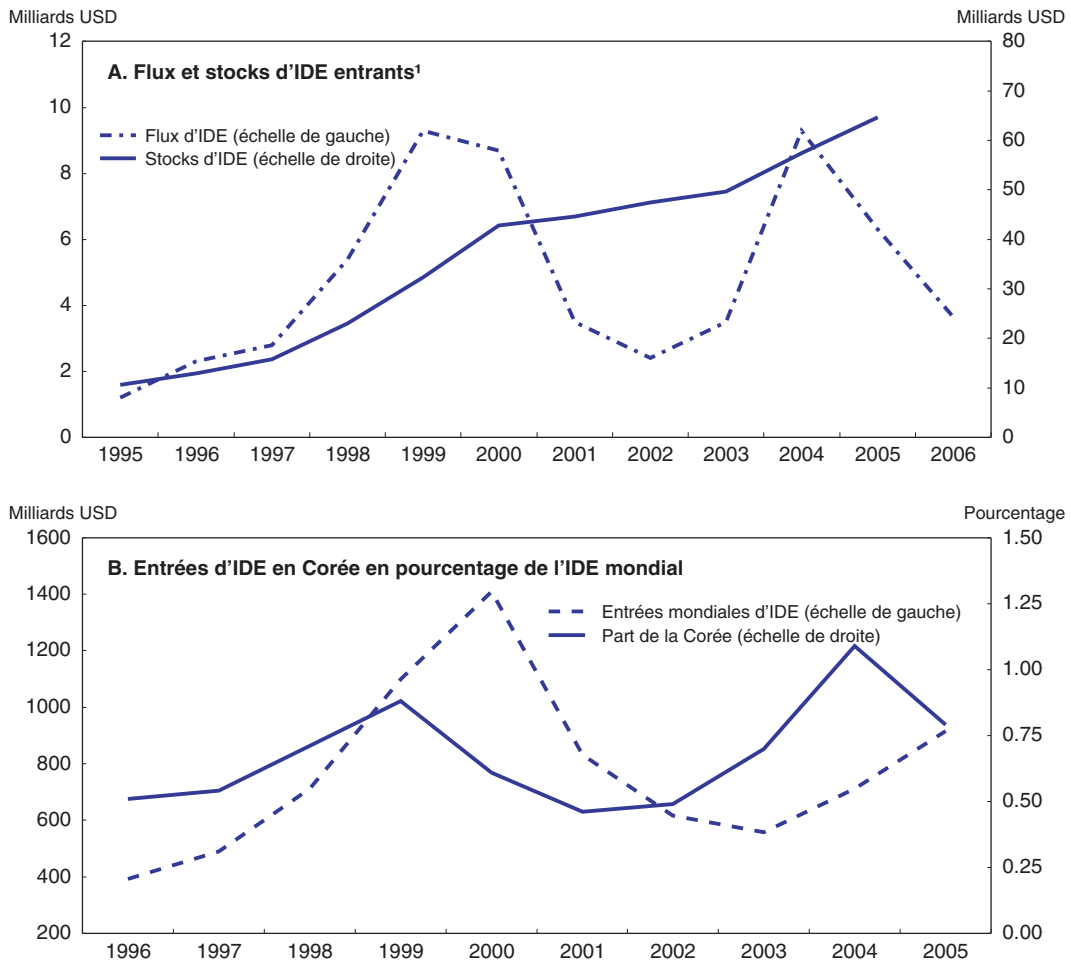 Milliards USD Milliards USD
12 80
A. Flux et stocks d'IDE entrants¹
70
10
Flux d'IDE (échelle de gauche) 60
Stocks d'IDE (échelle de droite)
8
50
6 40
30
4
20
2
10
0 0
1995 1996 1997 1998 1999 2000 2001 2002 2003 2004 2005 2006
Milliards USD Pourcentage
1600 1.50
B. Entrées d'IDE en Corée en pourcentage de l'IDE mondial
1400
1.25
Entrées mondiales d'IDE (échelle de gauche)
Part de la Corée (échelle de droite)
1200
1.00
1000
800 0.75
600 0.50
400 0.25
200 0.00
1996 1997 1998 1999 2000 2001 2002 2003 2004 2005